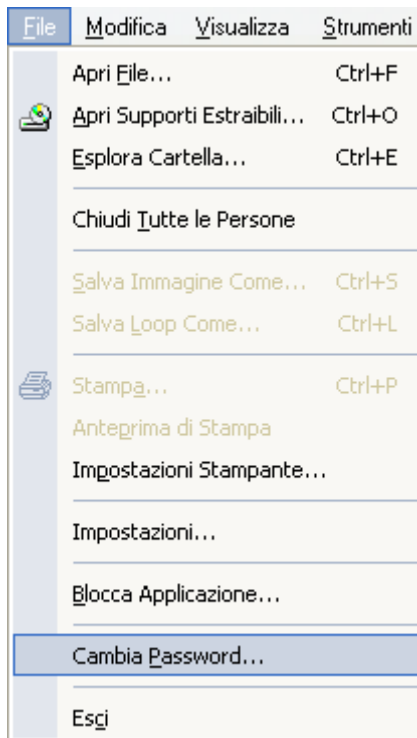 File Modifica Visualizza Strumenti
Apri File... Ctrl+F
Apri Supporti Estraibili... Ctrl+O
Esplora Cartella... Ctrl+E
Chiudi Tutte le Persone
Salva Immagine Come... Ctrl+S
Salva Loop Come... Ctrl+L
Stampa... Ctrl+P
Anteprima di Stampa
Impostazioni Stampante...
Impostazioni...
Blocca Applicazione...
Cambia Password...
Esci